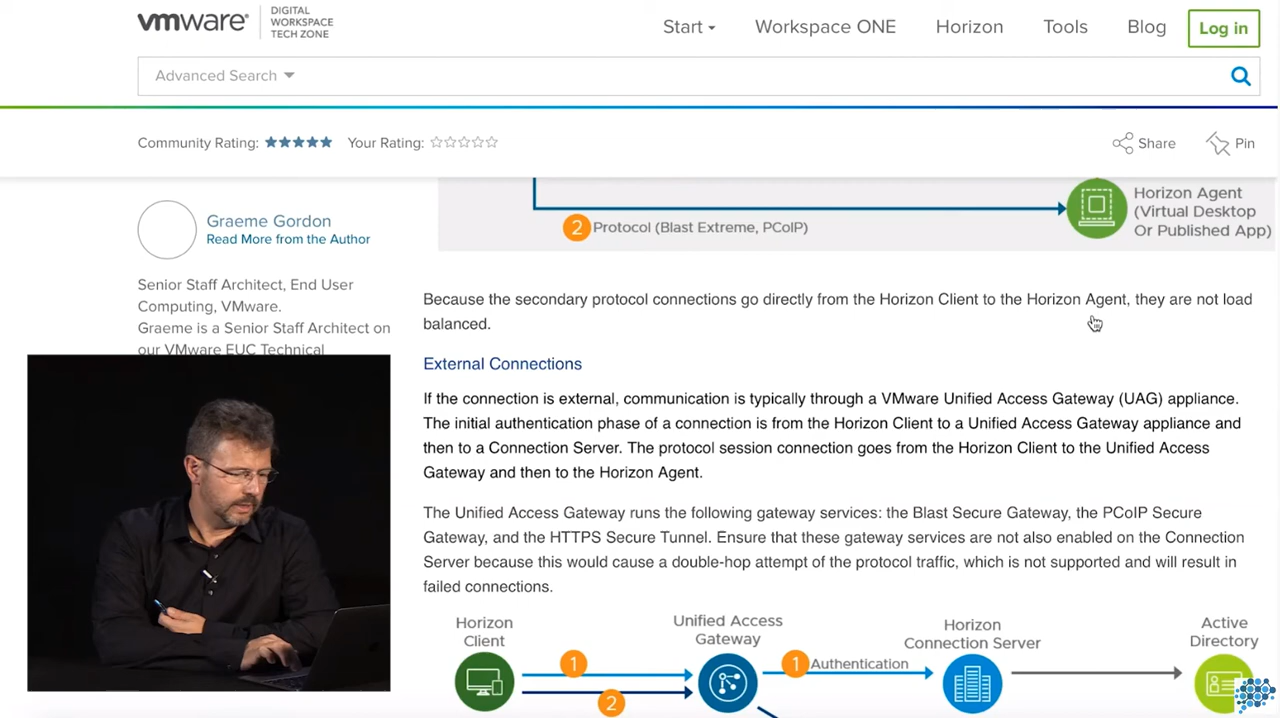 vmware
DIGITAL
WORKSPACE
TECH ZONE
Start
Workspace ONE
Horizon
Tools
Blog
Log in
Advanced Search
Community Rating:
Your Rating:
Share
Pin
Graeme Gordon
Read More from the Author
Senior Staff Architect, End User
Computing, VMware.
Graeme is a Senior Staff Architect on
our VMware EUC Technical
2 Protocol (Blast Extreme, PCoIP)
Horizon Agent
(Virtual Desktop
Or Published App)
Because the secondary protocol connections go directly from the Horizon Client to the Horizon Agent, they are not load
balanced.
External Connections
If the connection is external, communication is typically through a VMware Unified Access Gateway (UAG) appliance.
The initial authentication phase of a connection is from the Horizon Client to a Unified Access Gateway appliance and
then to a Connection Server. The protocol session connection goes from the Horizon Client to the Unified Access
Gateway and then to the Horizon Agent.
The Unified Access Gateway runs the following gateway services: the Blast Secure Gateway, the PCoIP Secure
Gateway, and the HTTPS Secure Tunnel. Ensure that these gateway services are not also enabled on the Connection
Server because this would cause a double-hop attempt of the protocol traffic, which is not supported and will result in
failed connections.
Horizon
Client
Unified Access
Gateway
Horizon
Connection Server
Active
Directory
1
1 Authentication
2